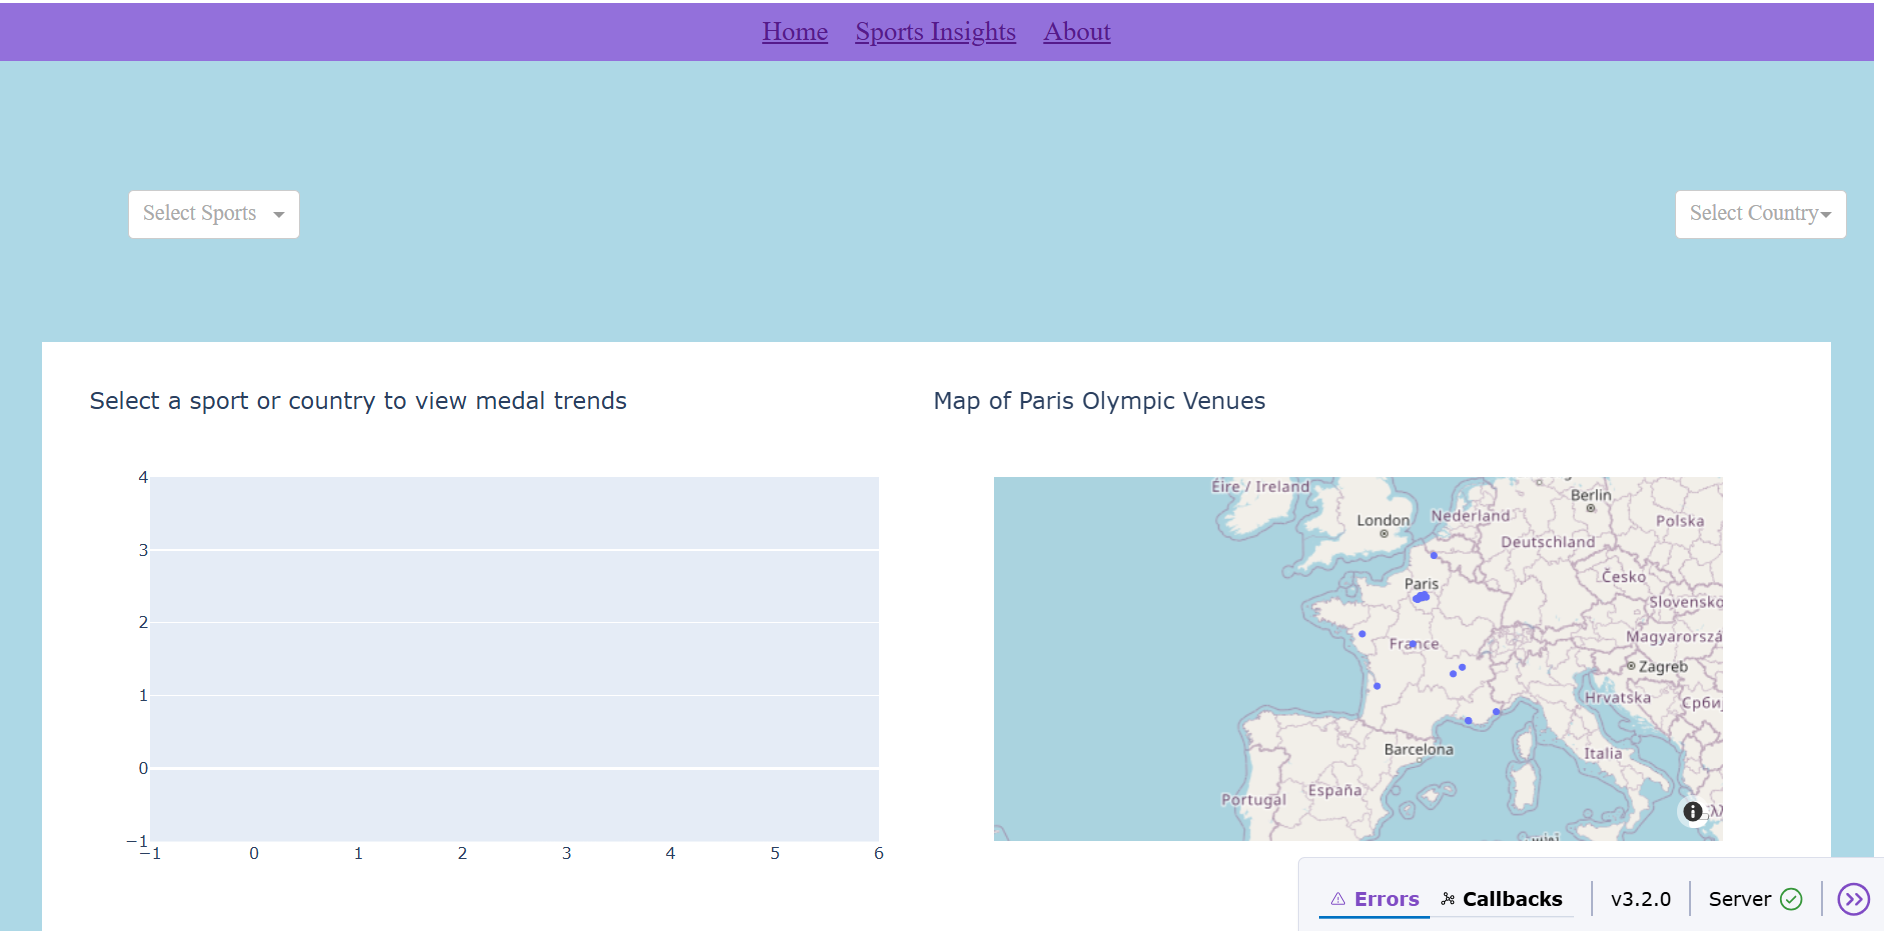 Home Sports Insights About
Select Sports
Select Country
Select a sport or country to view medal trends
Map of Paris Olympic Venues
4
3
2
1
0
−1
−1 0 1 2 3 4 5 6
Éire / Ireland
London
Nederland
Berlin
Polska
Deutschland
Paris
Česko
Slovensko
France
Magyarorszá
Zagreb
Hrvatska
Србиј
Barcelona
Italia
España
Portugal
Errors Callbacks v3.2.0 Server